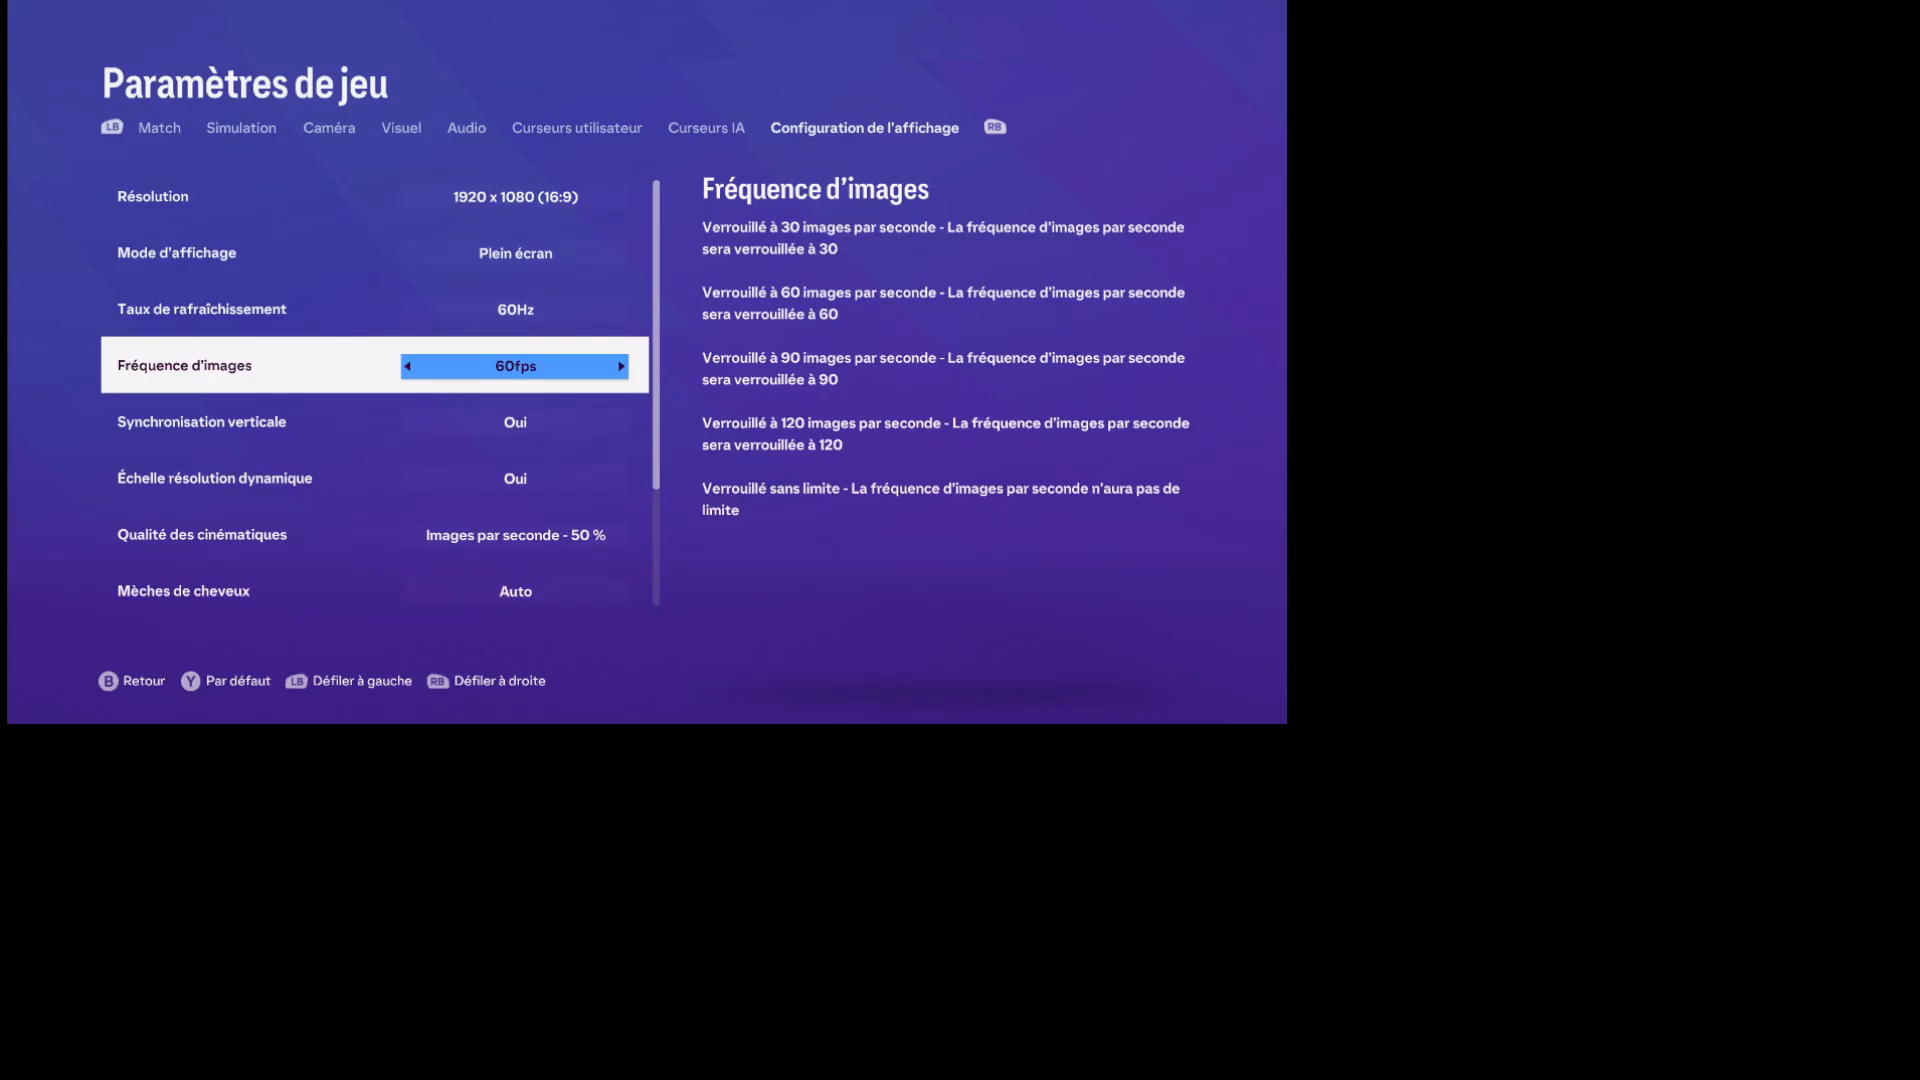 Paramètres de jeu
LB Match Simulation Caméra Visuel Audio Curseurs utilisateur Curseurs IA Configuration de l'affichage RB
Résolution 1920 x 1080 (16:9)
Mode d'affichage Plein écran
Taux de rafraîchissement 60Hz
Fréquence d'images 60fps
Synchronisation verticale Oui
Échelle résolution dynamique Oui
Qualité des cinématiques Images par seconde - 50 %
Mèches de cheveux Auto
Fréquence d'images
Verrouillé à 30 images par seconde - La fréquence d'images par seconde
sera verrouillée à 30
Verrouillé à 60 images par seconde - La fréquence d'images par seconde
sera verrouillée à 60
Verrouillé à 90 images par seconde - La fréquence d'images par seconde
sera verrouillée à 90
Verrouillé à 120 images par seconde - La fréquence d'images par seconde
sera verrouillée à 120
Verrouillé sans limite - La fréquence d'images par seconde n'aura pas de
limite
B Retour Y Par défaut LB Défiler à gauche RB Défiler à droite